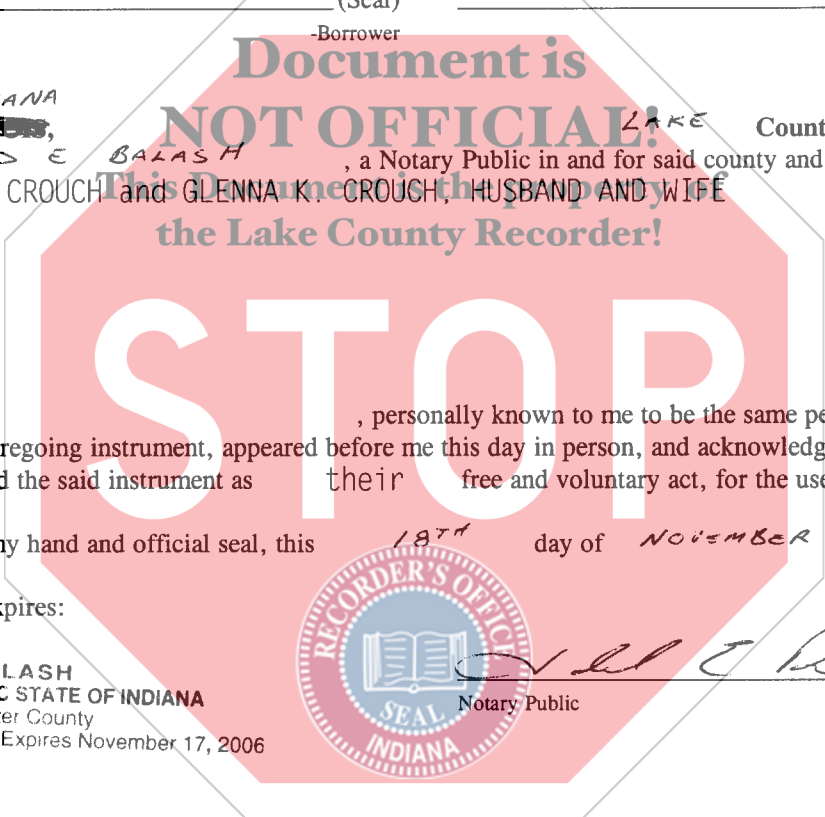 (Seal)
-Borrower
Document is
ANA
NOT OFFICIAL!
LAKE Count
D E BALASH , a Notary Public in and for said county and
CROUCH and GLENNA K. CROUCH, HUSBAND AND WIFE
This Document is the property of
the Lake County Recorder!
STOP
, personally known to me to be the same pe
regoing instrument, appeared before me this day in person, and acknowledg
d the said instrument as their free and voluntary act, for the use
ny hand and official seal, this 18TH day of NOVEMBER
xpires:
RECORDER'S OFFICE
SEAL
INDIANA
LASH
C STATE OF INDIANA
er County
Expires November 17, 2006
Notary Public